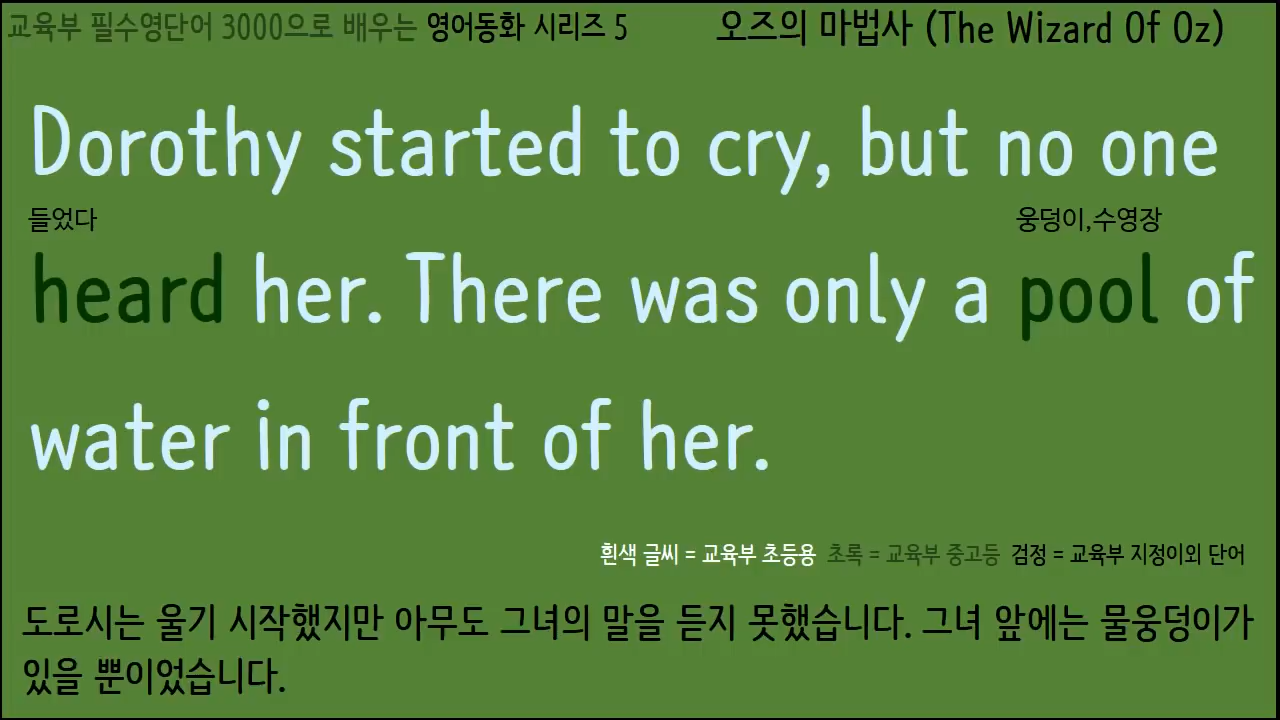 교육부 필수영단어 3000으로 배우는 영어동화 시리즈 5 오즈의 마법사 (The Wizard Of Oz)
Dorothy started to cry, but no one
들었다 웅덩이,수영장
heard her. There was only a pool of
water in front of her.
흰색 글씨 = 교육부 초등용 초록 = 교육부 중고등 검정 = 교육부 지정이외 단어
도로시는 울기 시작했지만 아무도 그녀의 말을 듣지 못했습니다. 그녀 앞에는 물웅덩이가
있을 뿐이었습니다.